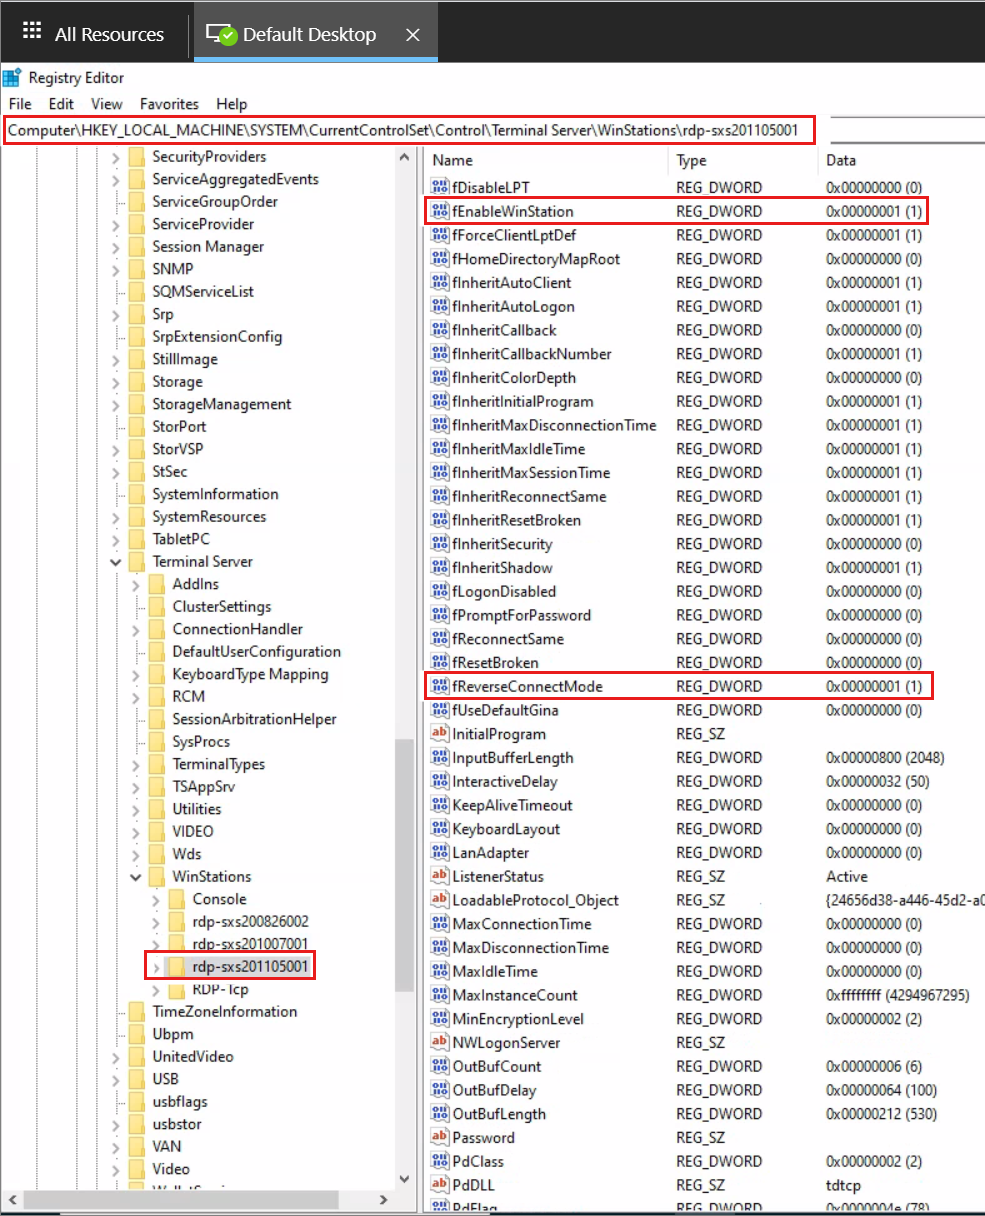 All Resources
Default Desktop
Registry Editor
File Edit View Favorites Help
Computer\HKEY_LOCAL_MACHINE\SYSTEM\CurrentControlSet\Control\Terminal Server\WinStations\rdp-sxs201105001
SecurityProviders
ServiceAggregatedEvents
ServiceGroupOrder
ServiceProvider
Session Manager
SNMP
SQMServiceList
Srp
SrpExtensionConfig
StillImage
Storage
StorageManagement
StorPort
StorVSP
StSec
SystemInformation
SystemResources
TabletPC
Terminal Server
AddIns
ClusterSettings
ConnectionHandler
DefaultUserConfiguration
KeyboardType Mapping
RCM
SessionArbitrationHelper
SysProcs
TerminalTypes
TSAppSrv
Utilities
VIDEO
Wds
WinStations
Console
rdp-sxs200826002
rdp-sxs201007001
rdp-sxs201105001
RDP-Tcp
TimeZoneInformation
Ubpm
UnitedVideo
USB
usbflags
usbstor
VAN
Video
Name Type Data
fDisableLPT REG_DWORD 0x00000000 (0)
fEnableWinStation REG_DWORD 0x00000001 (1)
fForceClientLptDef REG_DWORD 0x00000001 (1)
fHomeDirectoryMapRoot REG_DWORD 0x00000000 (0)
fInheritAutoClient REG_DWORD 0x00000001 (1)
fInheritAutoLogon REG_DWORD 0x00000001 (1)
fInheritCallback REG_DWORD 0x00000000 (0)
fInheritCallbackNumber REG_DWORD 0x00000001 (1)
fInheritColorDepth REG_DWORD 0x00000000 (0)
fInheritInitialProgram REG_DWORD 0x00000001 (1)
fInheritMaxDisconnectionTime REG_DWORD 0x00000001 (1)
fInheritMaxIdleTime REG_DWORD 0x00000001 (1)
fInheritMaxSessionTime REG_DWORD 0x00000001 (1)
fInheritReconnectSame REG_DWORD 0x00000001 (1)
fInheritResetBroken REG_DWORD 0x00000001 (1)
fInheritSecurity REG_DWORD 0x00000000 (0)
fInheritShadow REG_DWORD 0x00000001 (1)
fLogonDisabled REG_DWORD 0x00000000 (0)
fPromptForPassword REG_DWORD 0x00000000 (0)
fReconnectSame REG_DWORD 0x00000000 (0)
fResetBroken REG_DWORD 0x00000000 (0)
fReverseConnectMode REG_DWORD 0x00000001 (1)
fUseDefaultGina REG_DWORD 0x00000000 (0)
InitialProgram REG_SZ
InputBufferLength REG_DWORD 0x00000800 (2048)
InteractiveDelay REG_DWORD 0x00000032 (50)
KeepAliveTimeout REG_DWORD 0x00000000 (0)
KeyboardLayout REG_DWORD 0x00000000 (0)
LanAdapter REG_DWORD 0x00000000 (0)
ListenerStatus REG_SZ Active
LoadableProtocol_Object REG_SZ {24656d38-a446-45d2-a0
MaxConnectionTime REG_DWORD 0x00000000 (0)
MaxDisconnectionTime REG_DWORD 0x00000000 (0)
MaxIdleTime REG_DWORD 0x00000000 (0)
MaxInstanceCount REG_DWORD 0xffffffff (4294967295)
MinEncryptionLevel REG_DWORD 0x00000002 (2)
NWLogonServer REG_SZ
OutBufCount REG_DWORD 0x00000006 (6)
OutBufDelay REG_DWORD 0x00000064 (100)
OutBufLength REG_DWORD 0x00000212 (530)
Password REG_SZ
PdClass REG_DWORD 0x00000002 (2)
PdDLL REG_SZ tdtcp
PdFlag REG_DWORD 0x0000004e (78)